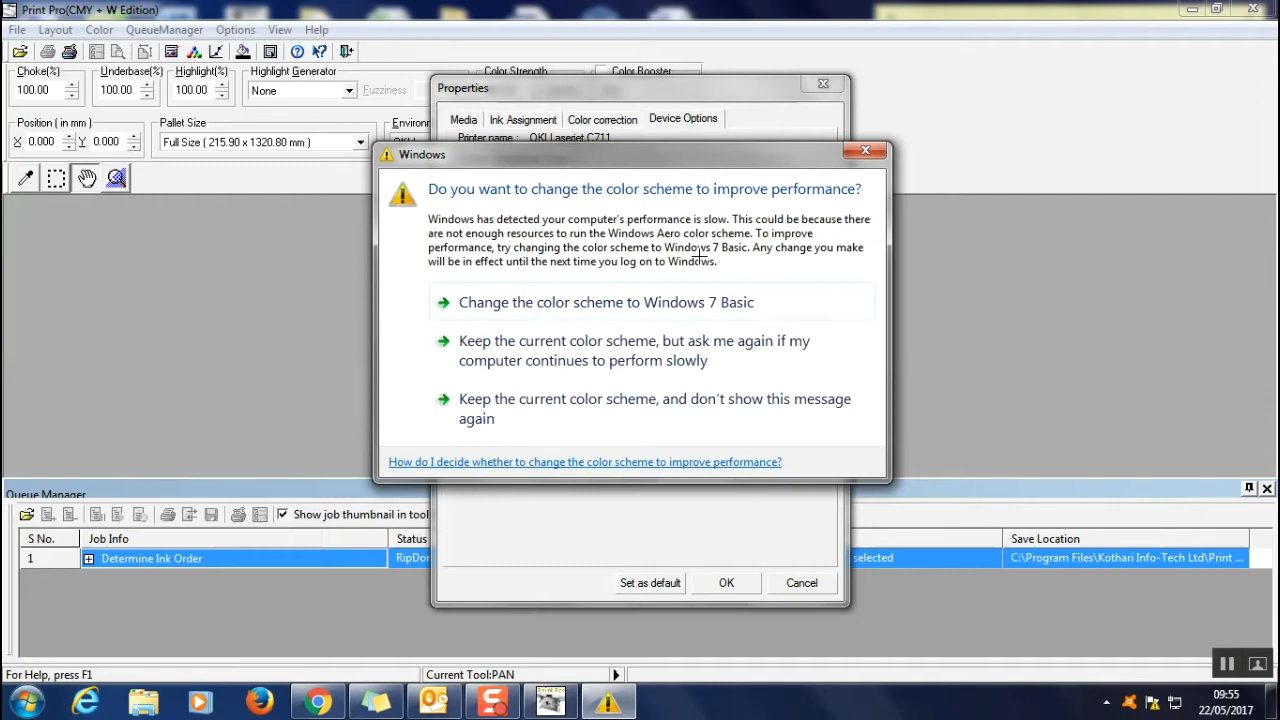 Print Pro(CMY + W Edition)
File Layout Color QueueManager Options View Help
Choke(%) Underbase(%) Highlight(%) Highlight Generator Color Strength Color Booster
100.00 100.00 100.00 None Fuzziness
Position ( in mm ) Pallet Size
X 0.000 Y 0.000 Full Size ( 215.90 x 1320.80 mm )
Properties
Media Ink Assignment Color correction Device Options
Printer name : OKI Laserjet C711
Windows
Do you want to change the color scheme to improve performance?
Windows has detected your computer's performance is slow. This could be because there
are not enough resources to run the Windows Aero color scheme. To improve
performance, try changing the color scheme to Windows 7 Basic. Any change you make
will be in effect until the next time you log on to Windows.
Change the color scheme to Windows 7 Basic
Keep the current color scheme, but ask me again if my
computer continues to perform slowly
Keep the current color scheme, and don't show this message
again
How do I decide whether to change the color scheme to improve performance?
Set as default OK Cancel
Queue Manager
Show job thumbnail in tool
S No. Job Info Status Save Location
1 Determine Ink Order RipDon selected C:\Program Files\Kothari Info-Tech Ltd\Print ...
For Help, press F1 Current Tool:PAN
09:55
22/05/2017